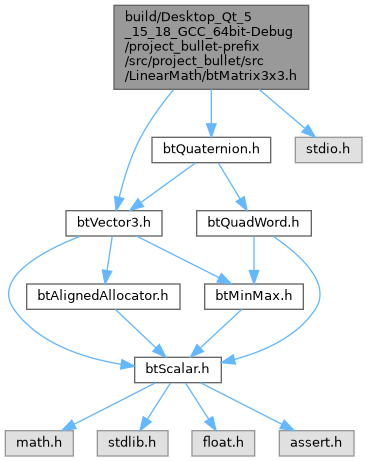 build/Desktop_Qt_5
_15_18_GCC_64bit-Debug
/project_bullet-prefix
/src/project_bullet/src
/LinearMath/btMatrix3x3.h
btQuaternion.h
stdio.h
btVector3.h
btQuadWord.h
btAlignedAllocator.h
btMinMax.h
btScalar.h
math.h
stdlib.h
float.h
assert.h